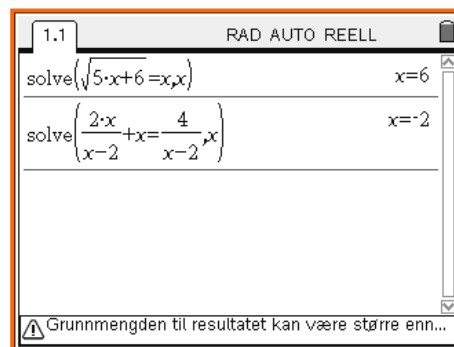 1.1 RAD AUTO REELL
solve(√(5·x+6)=x,x) x=6
solve((2·x)/(x−2)+x=4/(x−2),x) x=⁻2
⚠Grunnmengden til resultatet kan være større enn...